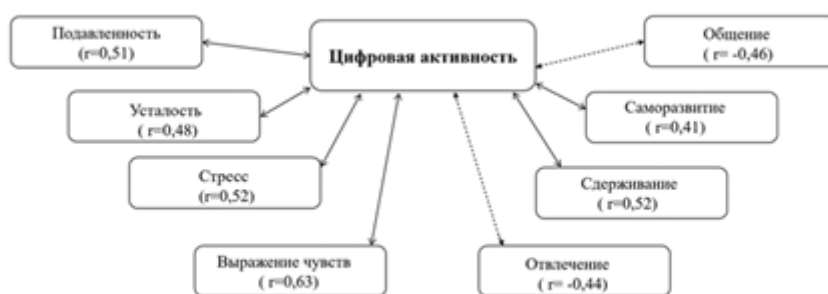 Подавленность
(r=0,51)
Цифровая активность
Общение
( r= -0,46)
Усталость
( r=0,48)
Саморазвитие
( r=0,41)
Стресс
(r=0,52)
Сдерживание
( r=0,52)
Выражение чувств
( r=0,63)
Отвлечение
( r= -0,44)